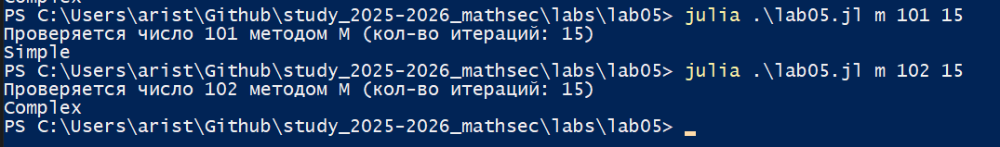 Complex
PS C:\Users\arist\Github\study_2025-2026_mathsec\labs\lab05> julia .\lab05.jl m 101 15
Проверяется число 101 методом M (кол-во итераций: 15)
Simple
PS C:\Users\arist\Github\study_2025-2026_mathsec\labs\lab05> julia .\lab05.jl m 102 15
Проверяется число 102 методом M (кол-во итераций: 15)
Complex
PS C:\Users\arist\Github\study_2025-2026_mathsec\labs\lab05>